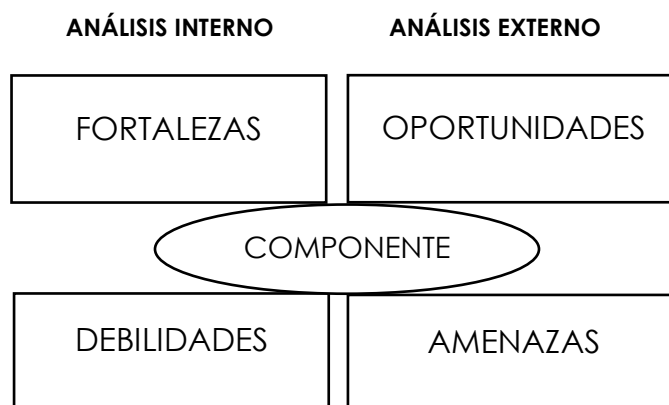 ANÁLISIS INTERNO
ANÁLISIS EXTERNO
FORTALEZAS
OPORTUNIDADES
COMPONENTE
DEBILIDADES
AMENAZAS